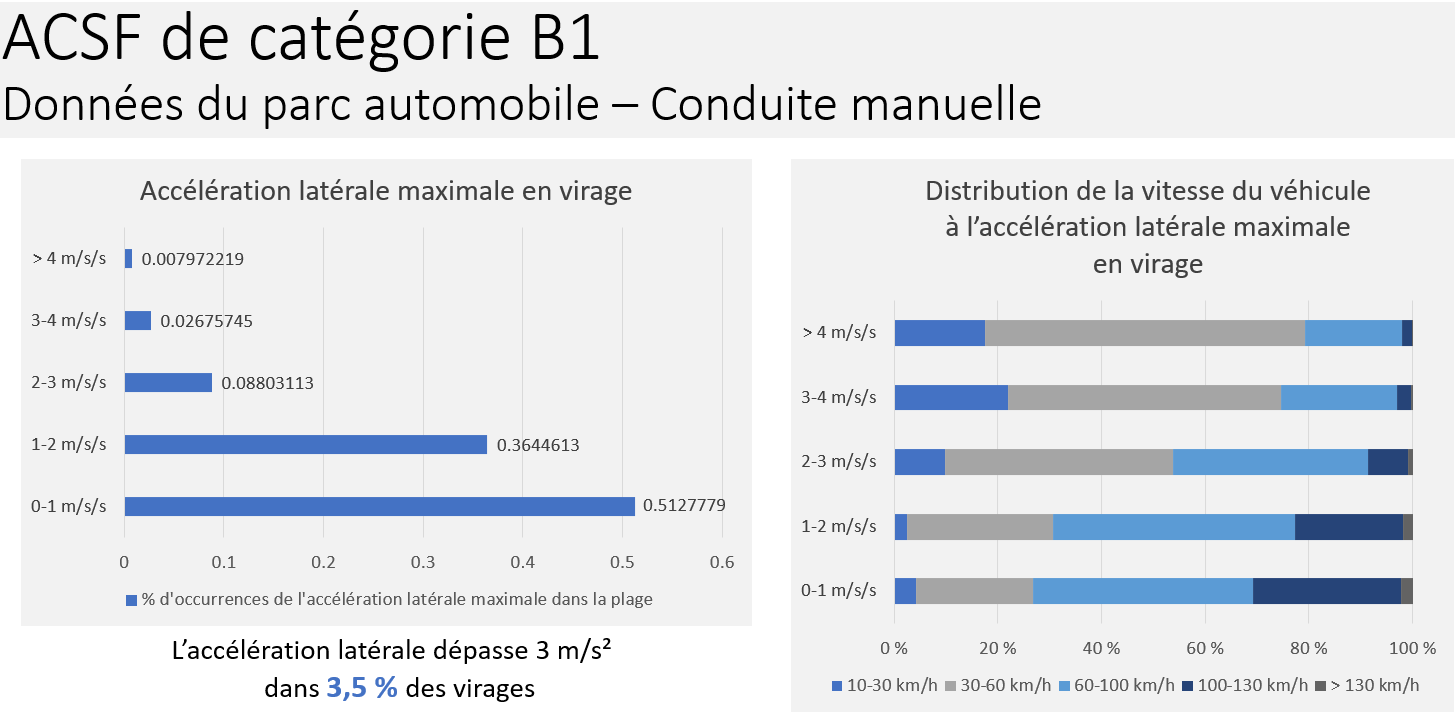 ACSF de catégorie B1
Données du parc automobile – Conduite manuelle
Accélération latérale maximale en virage
> 4 m/s/s
0.007972219
3-4 m/s/s
0.02675745
2-3 m/s/s
0.08803113
1-2 m/s/s
0.3644613
0-1 m/s/s
0.5127779
0 0.1 0.2 0.3 0.4 0.5 0.6
% d'occurrences de l'accélération latérale maximale dans la plage
L’accélération latérale dépasse 3 m/s²
dans 3,5 % des virages
Distribution de la vitesse du véhicule
à l’accélération latérale maximale
en virage
> 4 m/s/s
3-4 m/s/s
2-3 m/s/s
1-2 m/s/s
0-1 m/s/s
0 % 20 % 40 % 60 % 80 % 100 %
10-30 km/h 30-60 km/h 60-100 km/h 100-130 km/h > 130 km/h